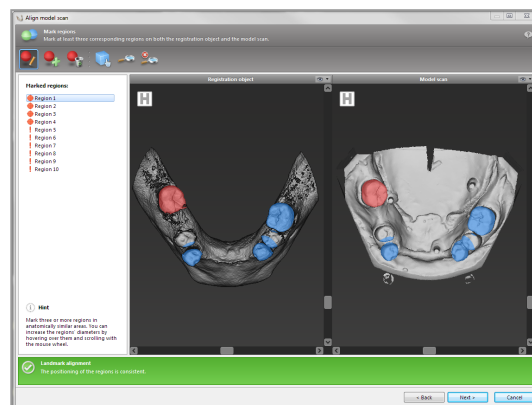 Align model scan
Mark regions.
Mark at least three corresponding regions on both the registration object and the model scan.
Marked regions:
Region 1
Region 2
Region 3
Region 4
Region 5
Region 6
Region 7
Region 8
Region 9
Region 10
Registration object
Model scan
H
H
Hint
Mark three or more regions in
anatomically similar areas. You can
increase the regions' diameters by
hovering over them and scrolling with
the mouse wheel.
Landmark alignment
The positioning of the regions is consistent.
< Back
Next >
Cancel